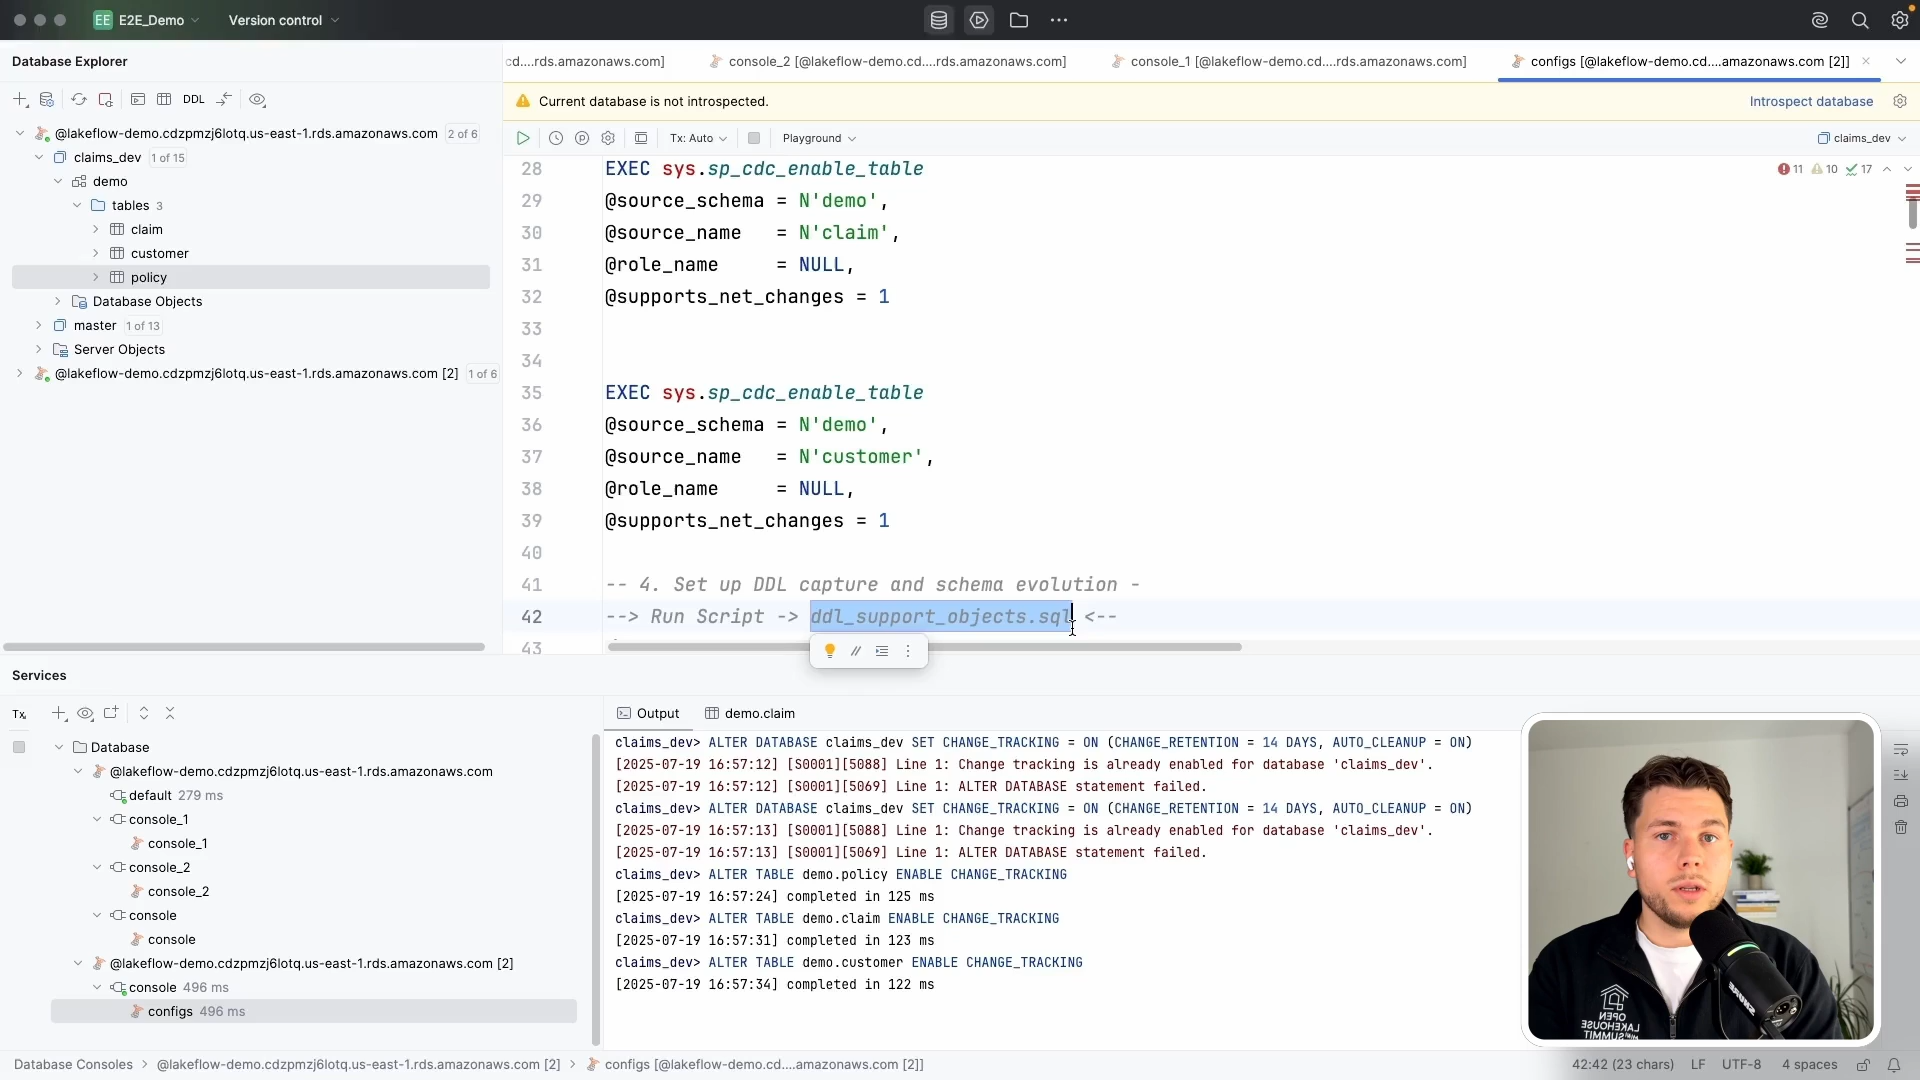 EE E2E_Demo Version control
Database Explorer
DDL
@lakeflow-demo.cdzpmzj6lotq.us-east-1.rds.amazonaws.com 2 of 6
claims_dev 1 of 15
demo
tables 3
claim
customer
policy
Database Objects
master 1 of 13
Server Objects
@lakeflow-demo.cdzpmzj6lotq.us-east-1.rds.amazonaws.com [2] 1 of 6
cd....rds.amazonaws.com] console_2 [@lakeflow-demo.cd....rds.amazonaws.com] console_1 [@lakeflow-demo.cd....rds.amazonaws.com] configs [@lakeflow-demo.cd....amazonaws.com [2]]
Current database is not introspected. Introspect database
Tx: Auto Playground claims_dev
11 10 17
28 EXEC sys.sp_cdc_enable_table
29 @source_schema = N'demo',
30 @source_name = N'claim',
31 @role_name = NULL,
32 @supports_net_changes = 1
33
34
35 EXEC sys.sp_cdc_enable_table
36 @source_schema = N'demo',
37 @source_name = N'customer',
38 @role_name = NULL,
39 @supports_net_changes = 1
40
41 -- 4. Set up DDL capture and schema evolution -
42 --> Run Script -> ddl_support_objects.sql <--
43
Services
Tx
Database
@lakeflow-demo.cdzpmzj6lotq.us-east-1.rds.amazonaws.com
default 279 ms
console_1
console_1
console_2
console_2
console
console
@lakeflow-demo.cdzpmzj6lotq.us-east-1.rds.amazonaws.com [2]
console 496 ms
configs 496 ms
Output demo.claim
claims_dev> ALTER DATABASE claims_dev SET CHANGE_TRACKING = ON (CHANGE_RETENTION = 14 DAYS, AUTO_CLEANUP = ON)
[2025-07-19 16:57:12] [S0001][5088] Line 1: Change tracking is already enabled for database 'claims_dev'.
[2025-07-19 16:57:12] [S0001][5069] Line 1: ALTER DATABASE statement failed.
claims_dev> ALTER DATABASE claims_dev SET CHANGE_TRACKING = ON (CHANGE_RETENTION = 14 DAYS, AUTO_CLEANUP = ON)
[2025-07-19 16:57:13] [S0001][5088] Line 1: Change tracking is already enabled for database 'claims_dev'.
[2025-07-19 16:57:13] [S0001][5069] Line 1: ALTER DATABASE statement failed.
claims_dev> ALTER TABLE demo.policy ENABLE CHANGE_TRACKING
[2025-07-19 16:57:24] completed in 125 ms
claims_dev> ALTER TABLE demo.claim ENABLE CHANGE_TRACKING
[2025-07-19 16:57:31] completed in 123 ms
claims_dev> ALTER TABLE demo.customer ENABLE CHANGE_TRACKING
[2025-07-19 16:57:34] completed in 122 ms
SHURE
OPEN
LAKEHOUSE
SUMMIT
Database Consoles > @lakeflow-demo.cdzpmzj6lotq.us-east-1.rds.amazonaws.com [2] > configs [@lakeflow-demo.cd....amazonaws.com [2]]
42:42 (23 chars) LF UTF-8 4 spaces